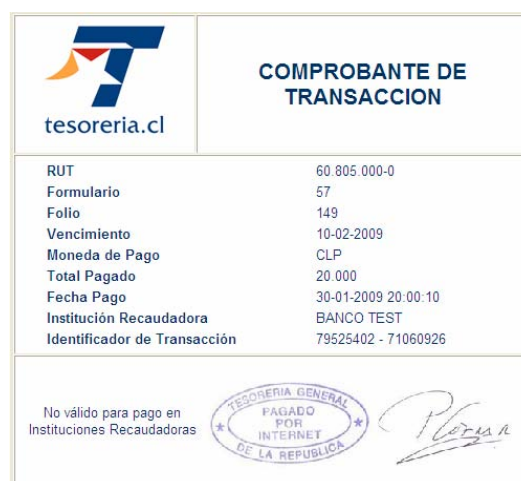 tesoreria.cl
COMPROBANTE DE
TRANSACCION
RUT 60.805.000-0
Formulario 57
Folio 149
Vencimiento 10-02-2009
Moneda de Pago CLP
Total Pagado 20.000
Fecha Pago 30-01-2009 20:00:10
Institución Recaudadora BANCO TEST
Identificador de Transacción 79525402 - 71060926
No válido para pago en
Instituciones Recaudadoras
TESORERIA GENERAL
PAGADO
POR
INTERNET
DE LA REPUBLICA